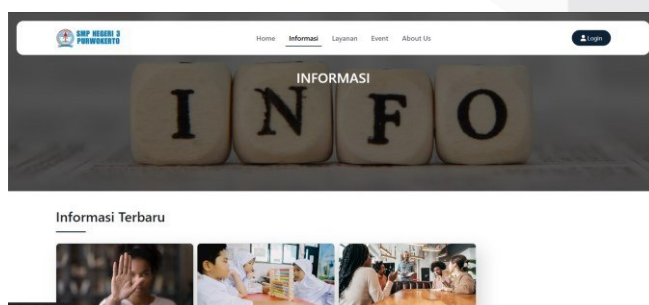 SMP NEGERI 3
PURWOKERTO
Home Informasi Layanan Event About Us
Login
INFORMASI
I N F O
Informasi Terbaru